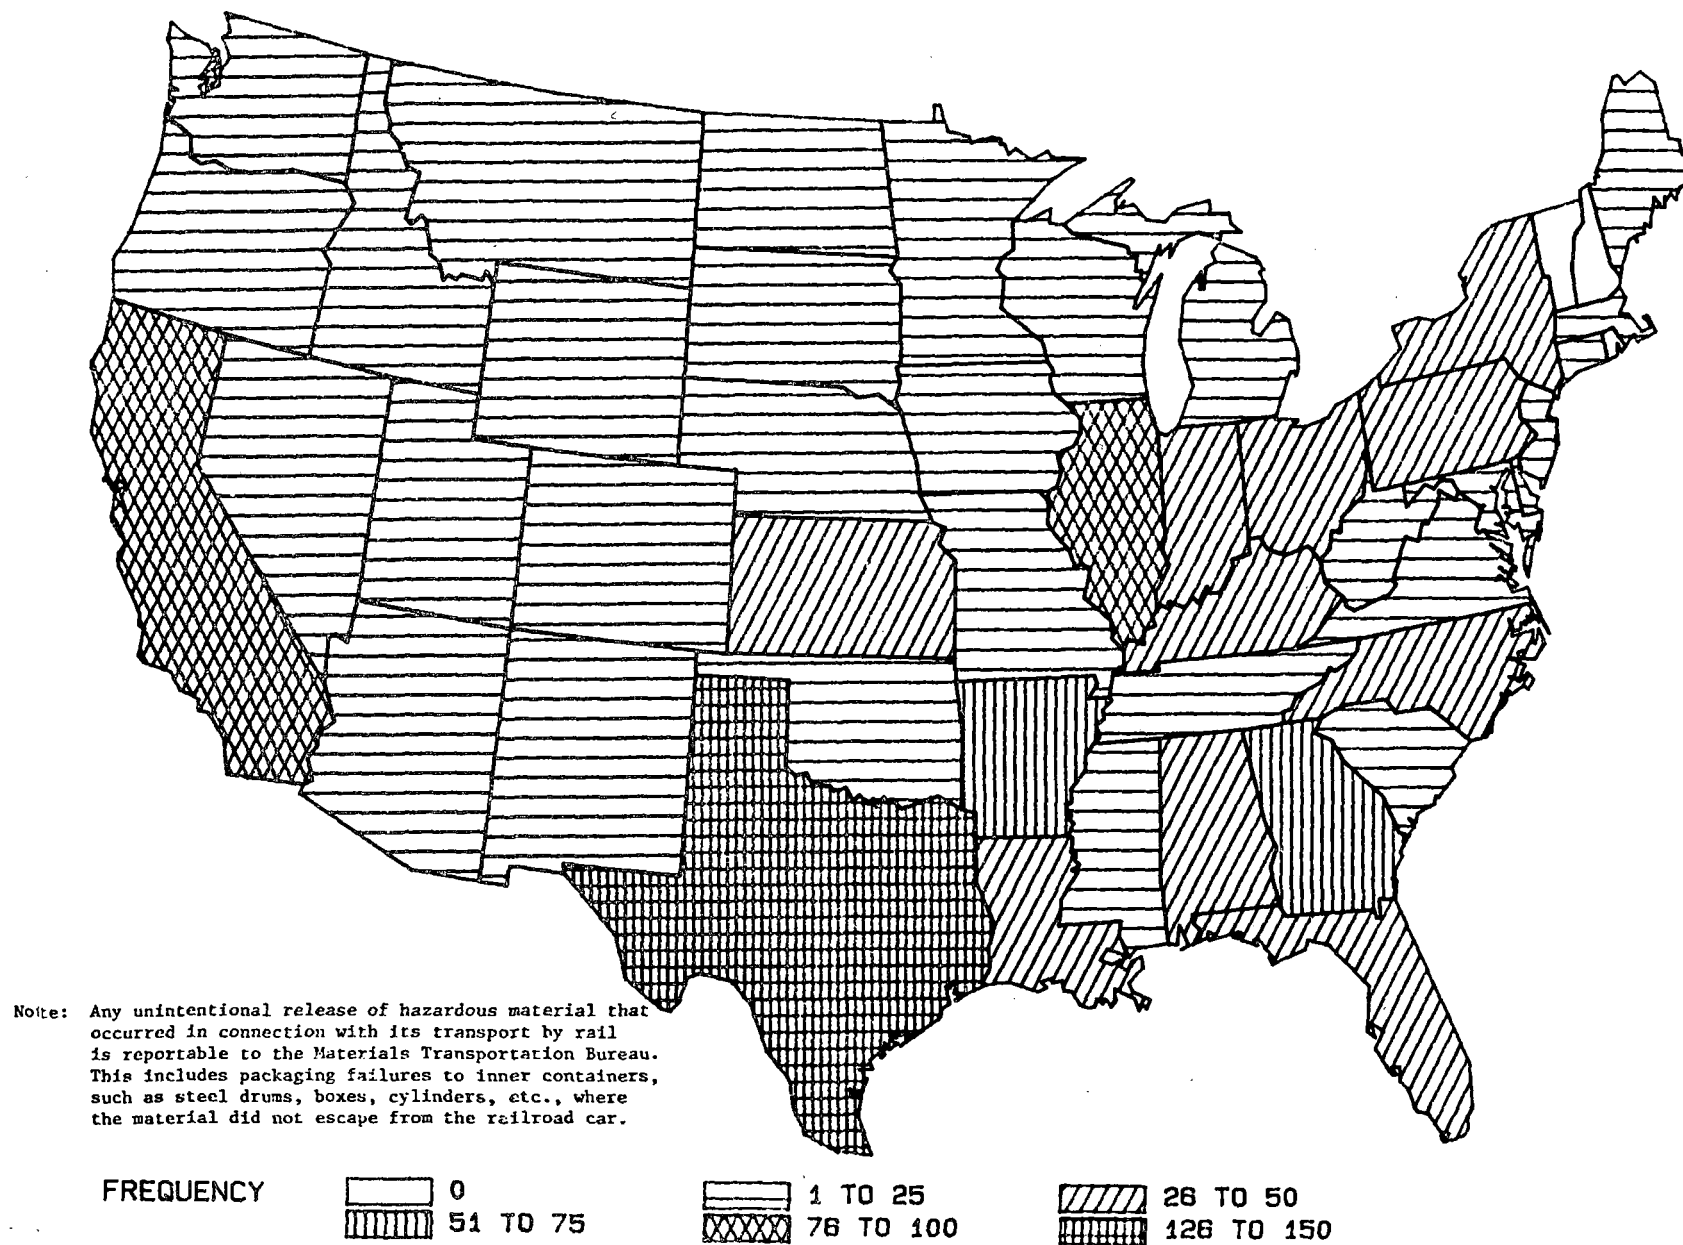 Note: Any unintentional release of hazardous material that
occurred in connection with its transport by rail
is reportable to the Materials Transportation Bureau.
This includes packaging failures to inner containers,
such as steel drums, boxes, cylinders, etc., where
the material did not escape from the railroad car.
FREQUENCY
0
1 TO 25
26 TO 50
51 TO 75
76 TO 100
126 TO 150